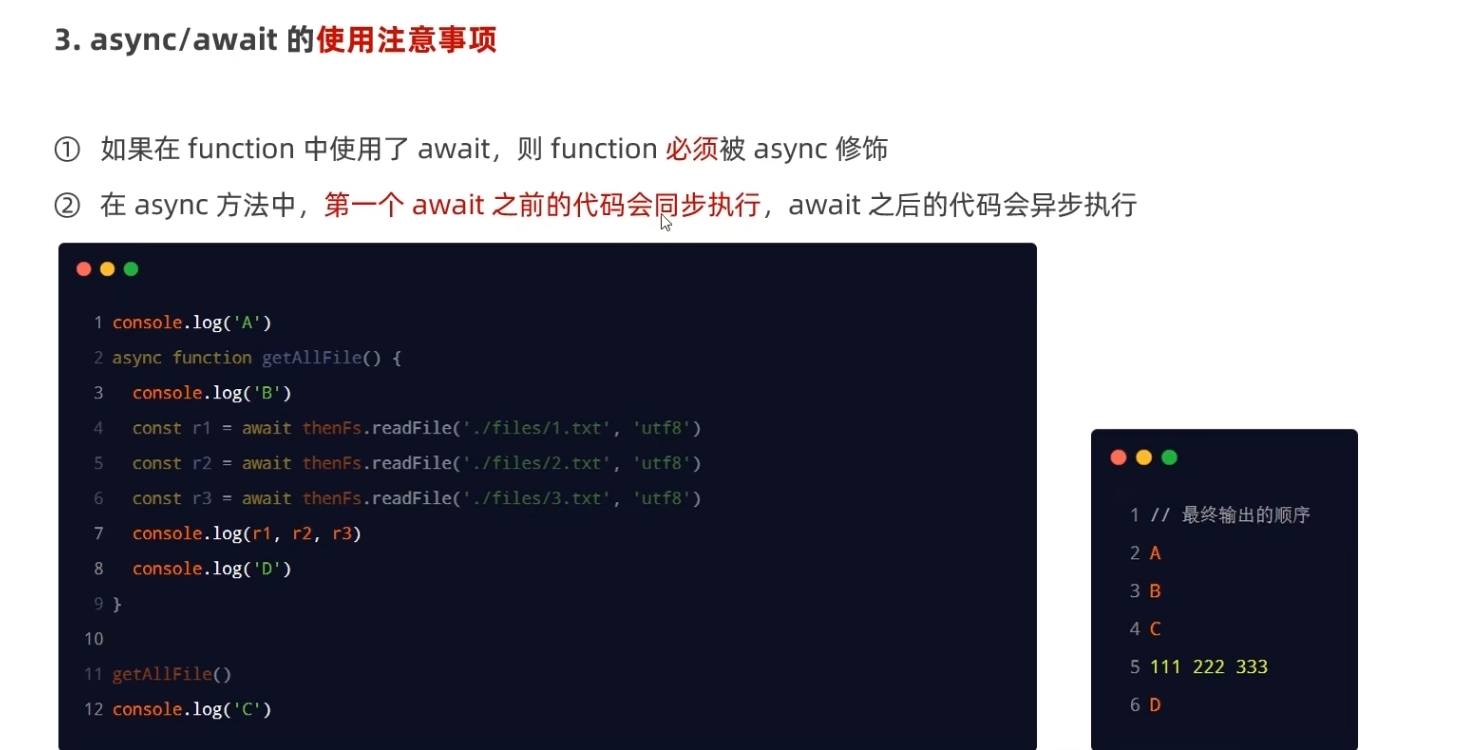 3. async/await 的使用注意事项
① 如果在 function 中使用了 await，则 function 必须被 async 修饰
② 在 async 方法中，第一个 await 之前的代码会同步执行，await 之后的代码会异步执行
1 console.log('A')
2 async function getAllFile() {
3 console.log('B')
4 const r1 = await thenFs.readFile('./files/1.txt', 'utf8')
5 const r2 = await thenFs.readFile('./files/2.txt', 'utf8')
6 const r3 = await thenFs.readFile('./files/3.txt', 'utf8')
7 console.log(r1, r2, r3)
8 console.log('D')
9 }
10
11 getAllFile()
12 console.log('C')
1 // 最终输出的顺序
2 A
3 B
4 C
5 111 222 333
6 D